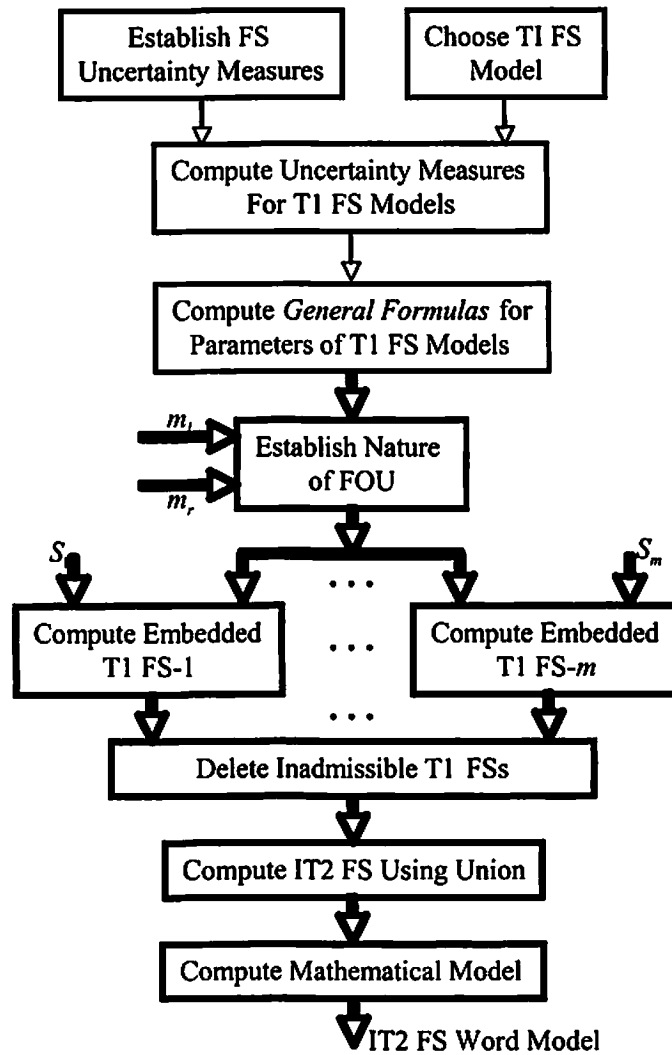 Establish FS
Uncertainty Measures
Choose TI FS
Model
Compute Uncertainty Measures
For T1 FS Models
Compute General Formulas for
Parameters of T1 FS Models
m_l
Establish Nature
of FOU
m_r
S
S_m
...
Compute Embedded
T1 FS-1
...
Compute Embedded
T1 FS-m
...
Delete Inadmissible T1 FSs
Compute IT2 FS Using Union
Compute Mathematical Model
IT2 FS Word Model